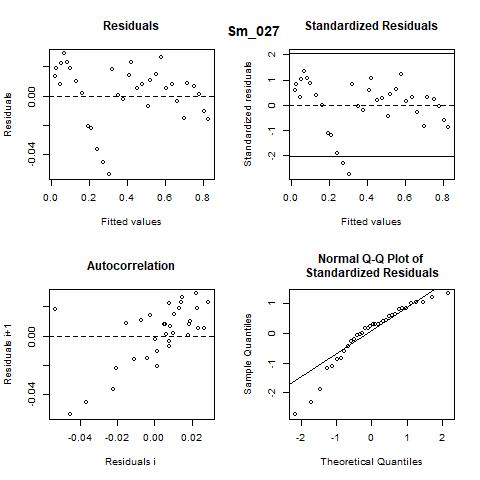 Sm_027
Residuals
Residuals
0.00
-0.04
0.0 0.2 0.4 0.6 0.8
Fitted values
Standardized Residuals
Standardized residuals
2
1
0
-1
-2
0.0 0.2 0.4 0.6 0.8
Fitted values
Autocorrelation
Residuals i+1
0.00
-0.04
-0.04 -0.02 0.00 0.02
Residuals i
Normal Q-Q Plot of
Standardized Residuals
Sample Quantiles
1
0
-1
-2
-2 -1 0 1 2
Theoretical Quantiles